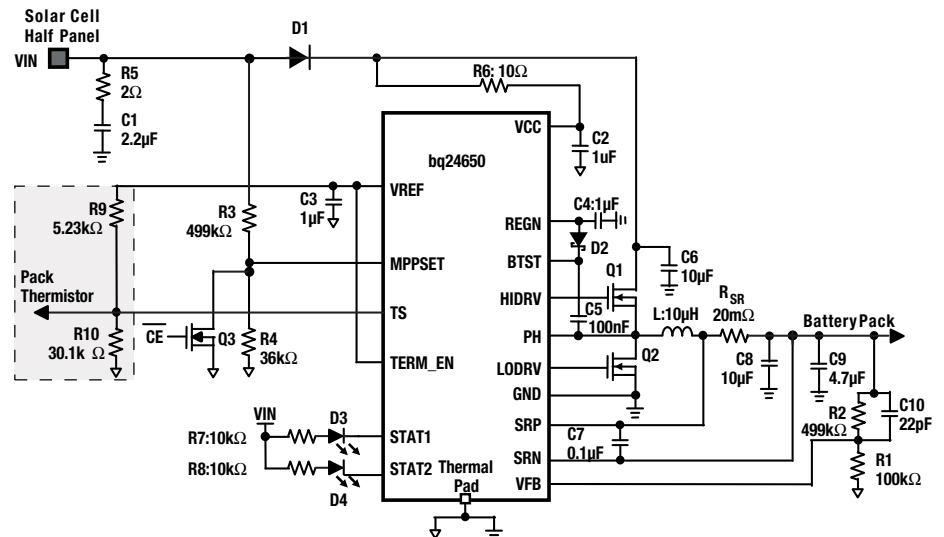 Solar Cell
Half Panel
VIN
D1
R5
2Ω
C1
2.2µF
R6: 10Ω
VCC
C2
1uF
bq24650
VREF
C3
1µF
R9
5.23kΩ
R3
499kΩ
MPPSET
Pack
Thermistor
TS
R10
30.1k Ω
CE
Q3
R4
36kΩ
TERM_EN
VIN
R7:10kΩ
D3
STAT1
R8:10kΩ
D4
STAT2
Thermal
Pad
REGN
C4:1µF
D2
BTST
Q1
C6
10µF
HIDRV
C5
100nF
PH
L:10µH
RSR
20mΩ
Battery Pack
Q2
LODRV
GND
C8
10µF
C9
4.7µF
SRP
C7
0.1µF
SRN
VFB
R2
499kΩ
C10
22pF
R1
100kΩ